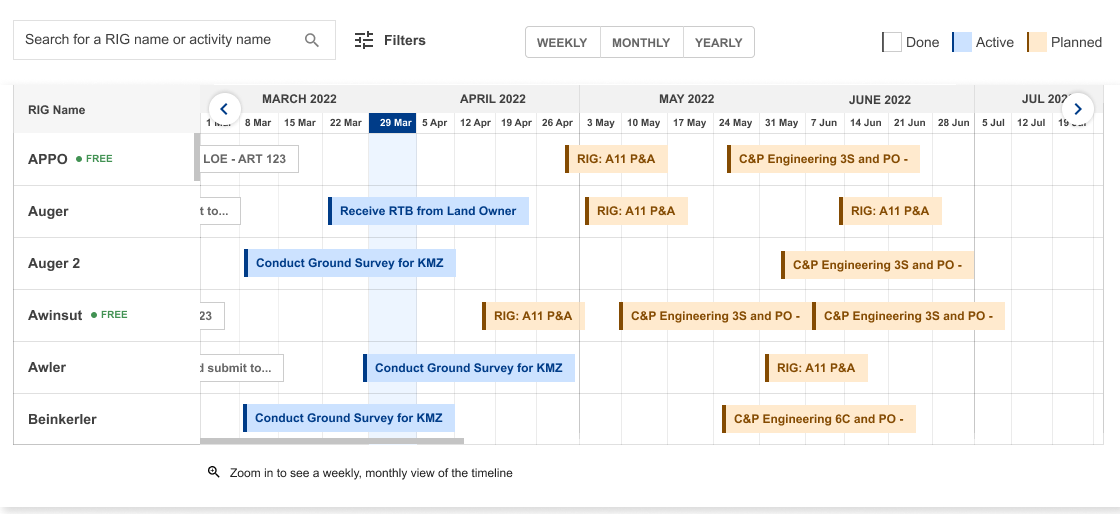 Search for a RIG name or activity name
Filters
WEEKLY MONTHLY YEARLY
Done Active Planned
RIG Name
MARCH 2022 APRIL 2022 MAY 2022 JUNE 2022 JUL 202
1 Mar 8 Mar 15 Mar 22 Mar 29 Mar 5 Apr 12 Apr 19 Apr 26 Apr 3 May 10 May 17 May 24 May 31 May 7 Jun 14 Jun 21 Jun 28 Jun 5 Jul 12 Jul 19
APPO FREE LOE - ART 123 RIG: A11 P&A C&P Engineering 3S and PO -
Auger t to... Receive RTB from Land Owner RIG: A11 P&A RIG: A11 P&A
Auger 2 Conduct Ground Survey for KMZ C&P Engineering 3S and PO -
Awinsut FREE 23 RIG: A11 P&A C&P Engineering 3S and PO - C&P Engineering 3S and PO -
Awler d submit to... Conduct Ground Survey for KMZ RIG: A11 P&A
Beinkerler Conduct Ground Survey for KMZ C&P Engineering 6C and PO -
Zoom in to see a weekly, monthly view of the timeline